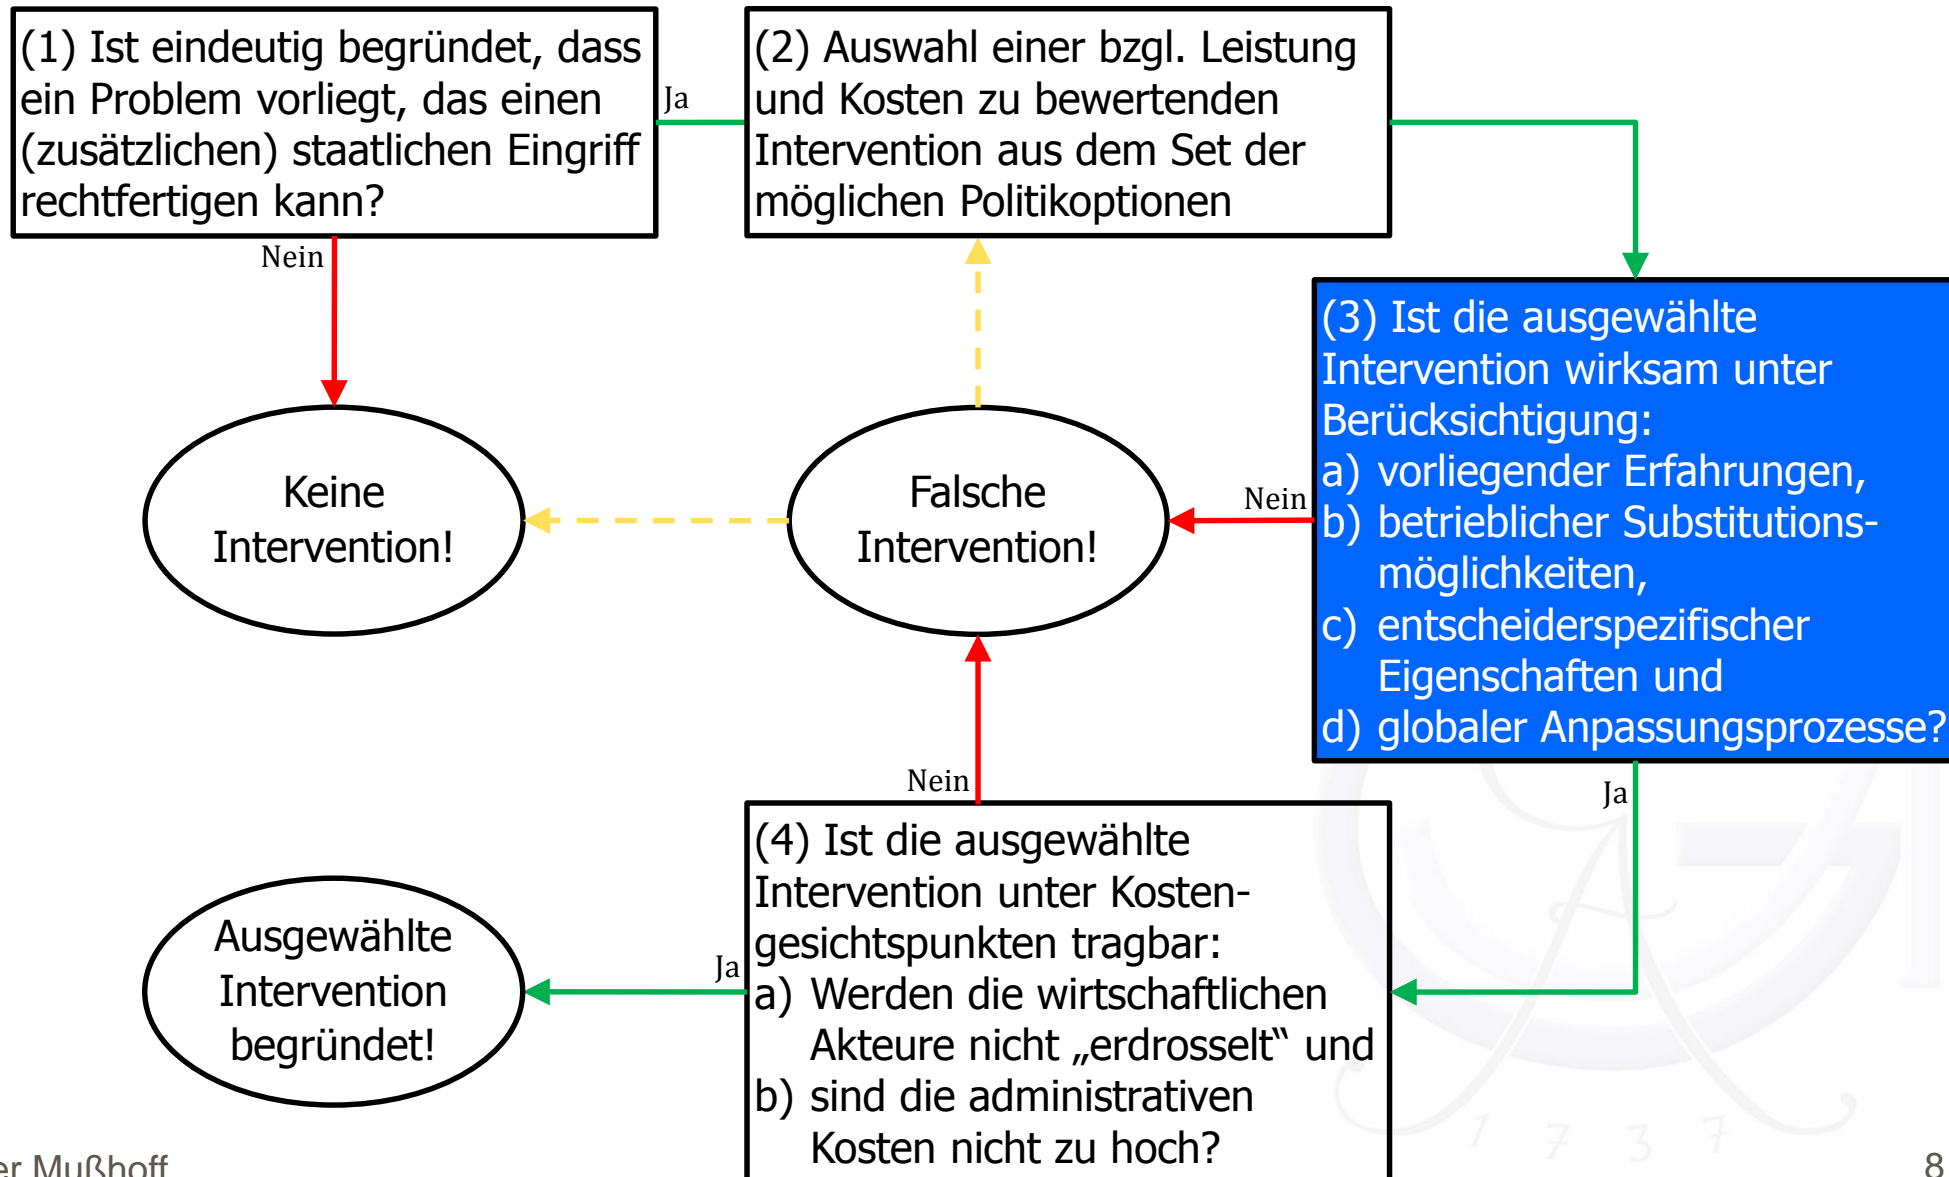 (1) Ist eindeutig begründet, dass
ein Problem vorliegt, das einen
(zusätzlichen) staatlichen Eingriff
rechtfertigen kann?
Ja
(2) Auswahl einer bzgl. Leistung
und Kosten zu bewertenden
Intervention aus dem Set der
möglichen Politikoptionen
Nein
(3) Ist die ausgewählte
Intervention wirksam unter
Berücksichtigung:
a) vorliegender Erfahrungen,
b) betrieblicher Substitutions-
möglichkeiten,
c) entscheiderspezifischer
Eigenschaften und
d) globaler Anpassungsprozesse?
Keine
Intervention!
Falsche
Intervention!
Nein
Nein
Ja
(4) Ist die ausgewählte
Intervention unter Kosten-
gesichtspunkten tragbar:
a) Werden die wirtschaftlichen
Akteure nicht „erdrosselt“ und
b) sind die administrativen
Kosten nicht zu hoch?
Ja
Ausgewählte
Intervention
begründet!
1737
er Mußhoff
8